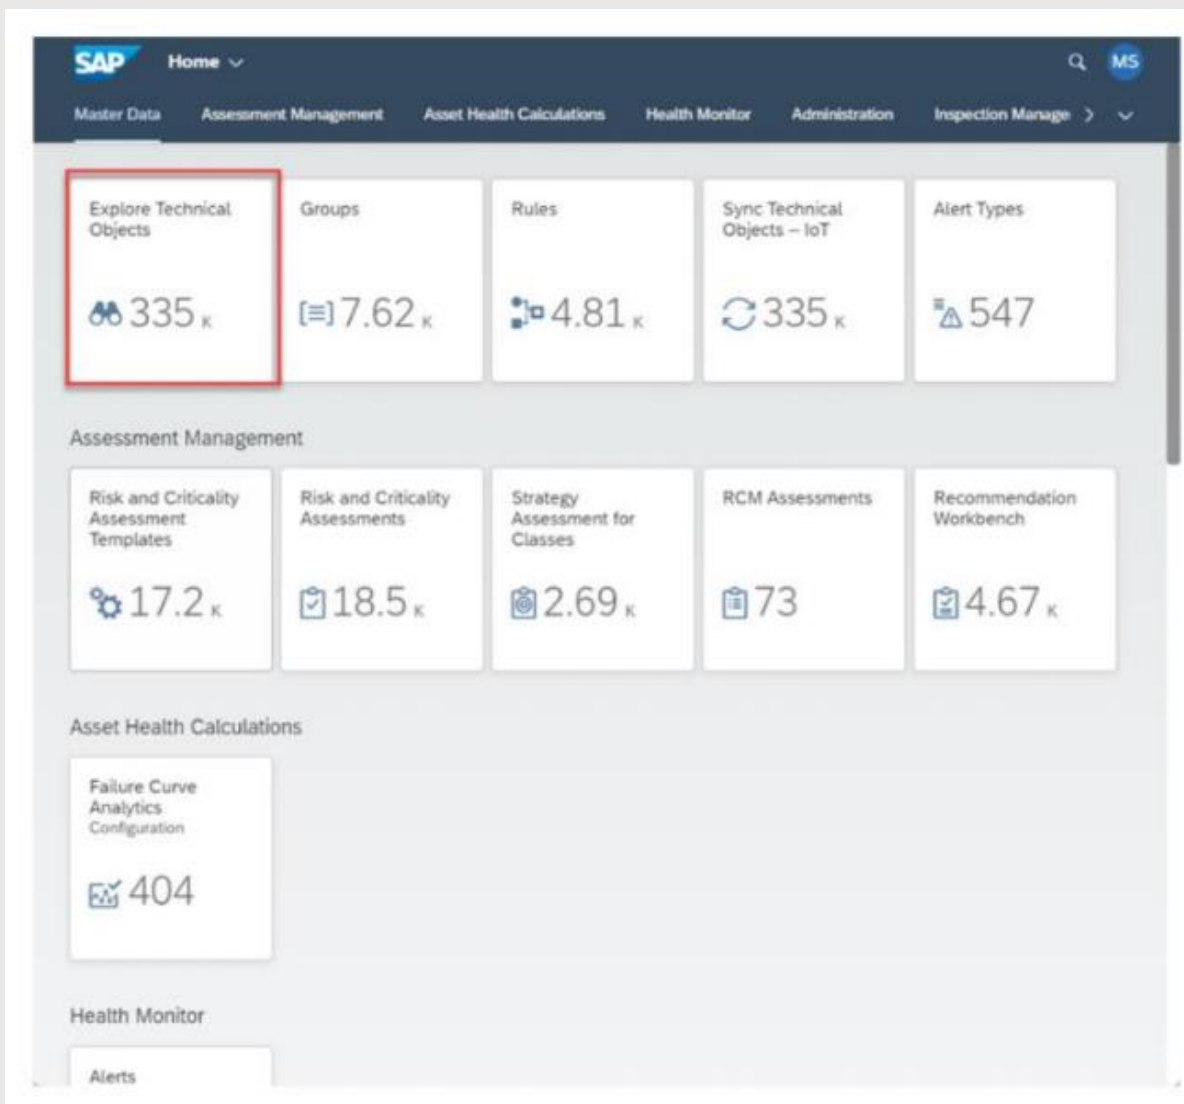 SAP Home
MS
Master Data Assessment Management Asset Health Calculations Health Monitor Administration Inspection Manage
Explore Technical
Objects
335 K
Groups
7.62 K
Rules
4.81 K
Sync Technical
Objects – IoT
335 K
Alert Types
547
Assessment Management
Risk and Criticality
Assessment
Templates
17.2 K
Risk and Criticality
Assessments
18.5 K
Strategy
Assessment for
Classes
2.69 K
RCM Assessments
73
Recommendation
Workbench
4.67 K
Asset Health Calculations
Failure Curve
Analytics
Configuration
404
Health Monitor
Alerts